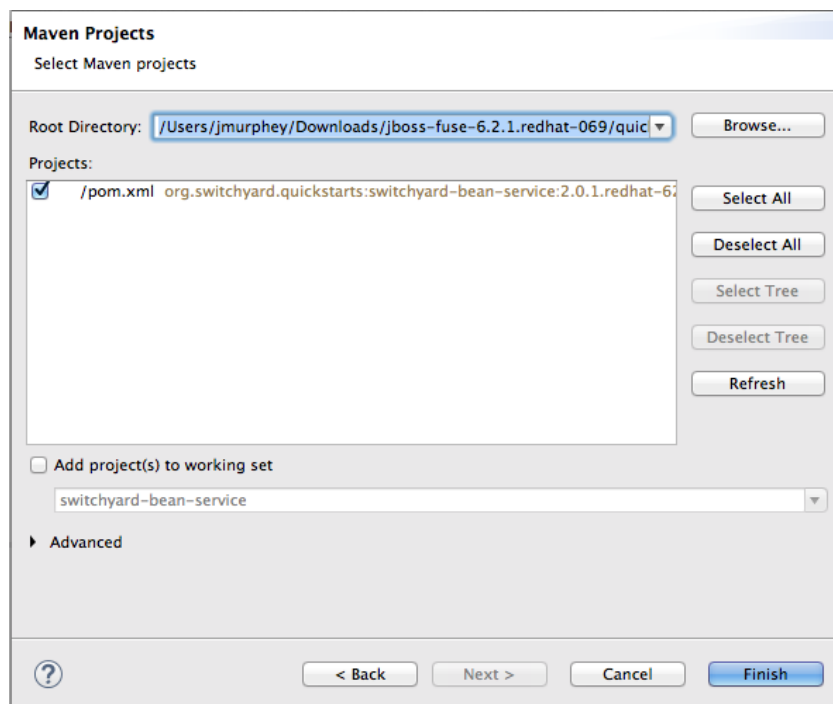 Maven Projects
Select Maven projects
Root Directory: /Users/jmurphey/Downloads/jboss-fuse-6.2.1.redhat-069/quic
Browse...
Projects:
/pom.xml org.switchyard.quickstarts:switchyard-bean-service:2.0.1.redhat-62
Select All
Deselect All
Select Tree
Deselect Tree
Refresh
Add project(s) to working set
switchyard-bean-service
Advanced
? < Back Next > Cancel Finish